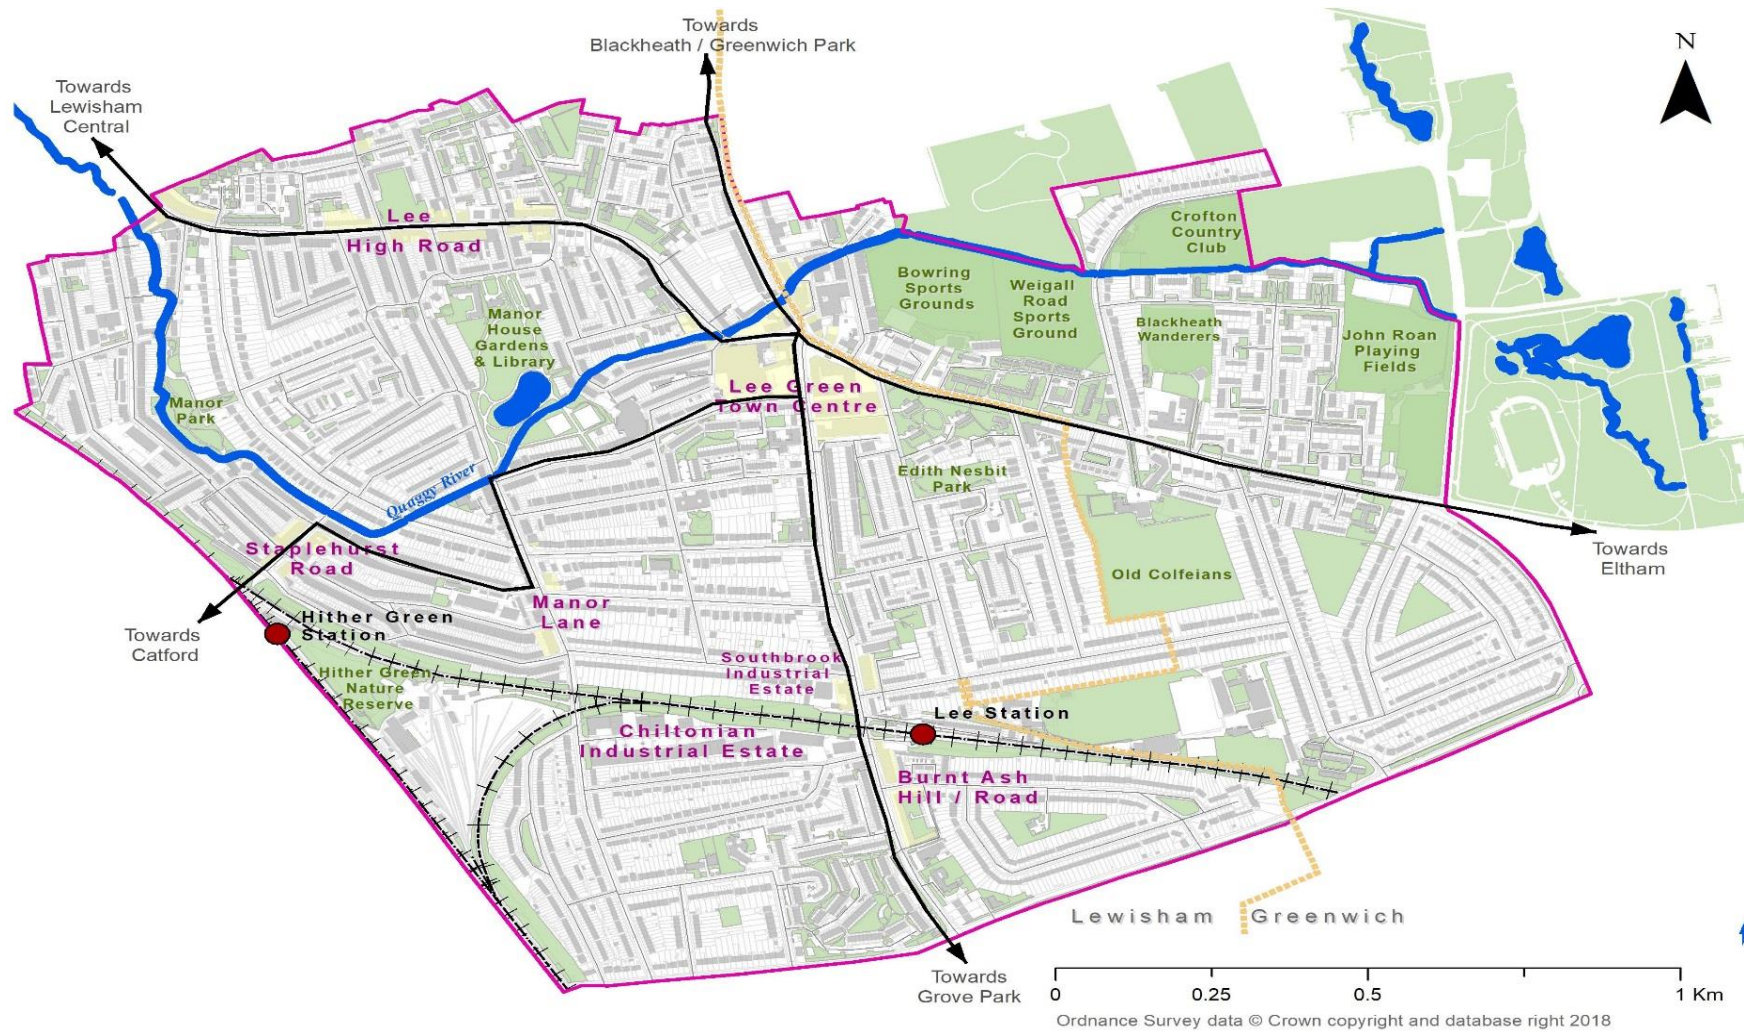 Towards
Blackheath / Greenwich Park
N
Towards
Lewisham
Central
Lee
High Road
Crofton
Country
Club
Bowring
Sports
Grounds
Weigall
Road
Sports
Ground
Manor
House
Gardens
& Library
Blackheath
Wanderers
John Roan
Playing
Fields
Manor
Park
Lee Green
Town Centre
Edith Nesbit
Park
Quaggy River
Staplehurst
Road
Towards
Eltham
Old Colfeians
Manor
Lane
Hither Green
Station
Towards
Catford
Southbrook
Industrial
Estate
Hither Green
Nature
Reserve
Lee Station
Chiltonian
Industrial Estate
Burnt Ash
Hill / Road
Lewisham Greenwich
Towards
Grove Park
0 0.25 0.5 1 Km
Ordnance Survey data © Crown copyright and database right 2018